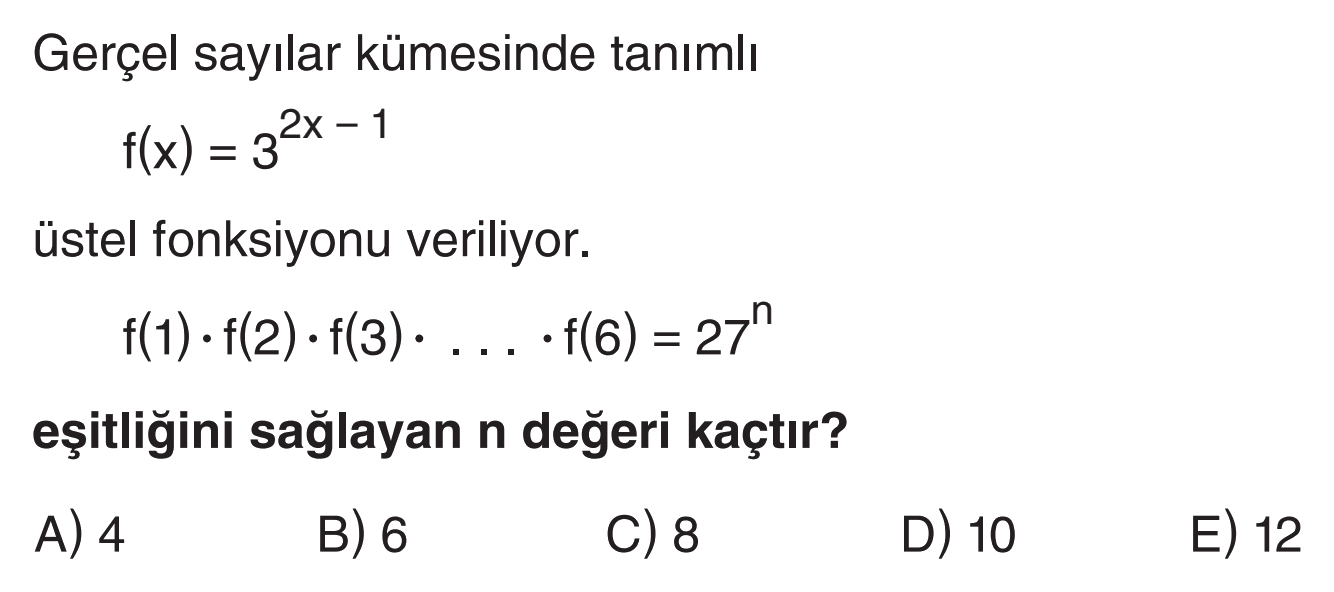 Gerçel sayılar kümesinde tanımlı
f(x) = 3^{2x – 1}
üstel fonksiyonu veriliyor.
f(1) · f(2) · f(3) · . . . · f(6) = 27^n
eşitliğini sağlayan n değeri kaçtır?
A) 4 B) 6 C) 8 D) 10 E) 12